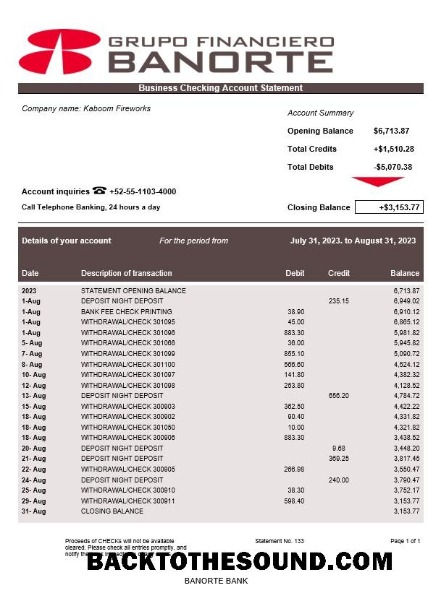 GRUPO FINANCIERO
BANORTE
Business Checking Account Statement
Company name: Kaboom Fireworks
Account Summary
Opening Balance $6,713.87
Total Credits +$1,510.28
Total Debits -$5,070.38
Account inquiries ☎ +52-55-1103-4000
Call Telephone Banking, 24 hours a day
Closing Balance +$3,153.77
Details of your account For the period from July 31, 2023. to August 31, 2023
Date Description of transaction Debit Credit Balance
2023 STATEMENT OPENING BALANCE 6,713.87
1-Aug DEPOSIT NIGHT DEPOSIT 235.15 6,949.02
1-Aug BANK FEE CHECK PRINTING 38.90 6,910.12
1-Aug WITHDRAWAL/CHECK 301095 45.00 6,865.12
1-Aug WITHDRAWAL/CHECK 301096 883.30 5,981.82
5- Aug WITHDRAWAL/CHECK 301066 36.00 5,945.82
7- Aug WITHDRAWAL/CHECK 301099 855.10 5,090.72
8- Aug WITHDRAWAL/CHECK 301100 566.60 4,524.12
10- Aug WITHDRAWAL/CHECK 301097 141.80 4,382.32
12- Aug WITHDRAWAL/CHECK 301098 253.80 4,128.52
13- Aug DEPOSIT NIGHT DEPOSIT 656.20 4,784.72
15- Aug WITHDRAWAL/CHECK 300903 362.50 4,422.22
18- Aug WITHDRAWAL/CHECK 300902 90.40 4,331.82
18- Aug WITHDRAWAL/CHECK 301050 10.00 4,321.82
18- Aug WITHDRAWAL/CHECK 300906 883.30 3,438.52
20- Aug DEPOSIT NIGHT DEPOSIT 9.68 3,448.20
21- Aug DEPOSIT NIGHT DEPOSIT 369.25 3,817.45
22- Aug WITHDRAWAL/CHECK 300905 266.98 3,550.47
24- Aug DEPOSIT NIGHT DEPOSIT 240.00 3,790.47
25- Aug WITHDRAWAL/CHECK 300910 38.30 3,752.17
29- Aug WITHDRAWAL/CHECK 300911 598.40 3,153.77
31- Aug CLOSING BALANCE 3,153.77
Proceeds of CHECKS will not be available
cleared. Please check all entries promptly, and
notify the
Statement No. 133
Page 1 of 1
BACKTOTHESOUND.COM
BANORTE BANK